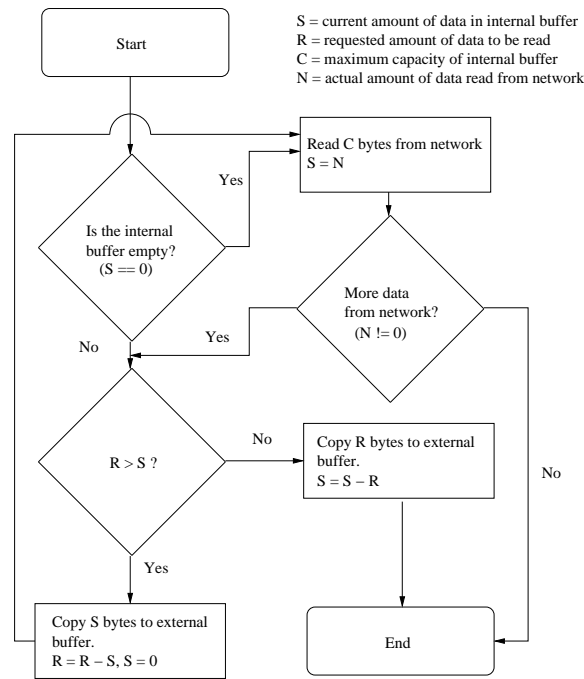 S = current amount of data in internal buffer
R = requested amount of data to be read
C = maximum capacity of internal buffer
N = actual amount of data read from network
Start
Read C bytes from network
S = N
Yes
Is the internal
buffer empty?
(S == 0)
More data
from network?
(N != 0)
Yes
No
R > S ?
No
Copy R bytes to external
buffer.
S = S − R
No
Yes
Copy S bytes to external
buffer.
R = R − S, S = 0
End